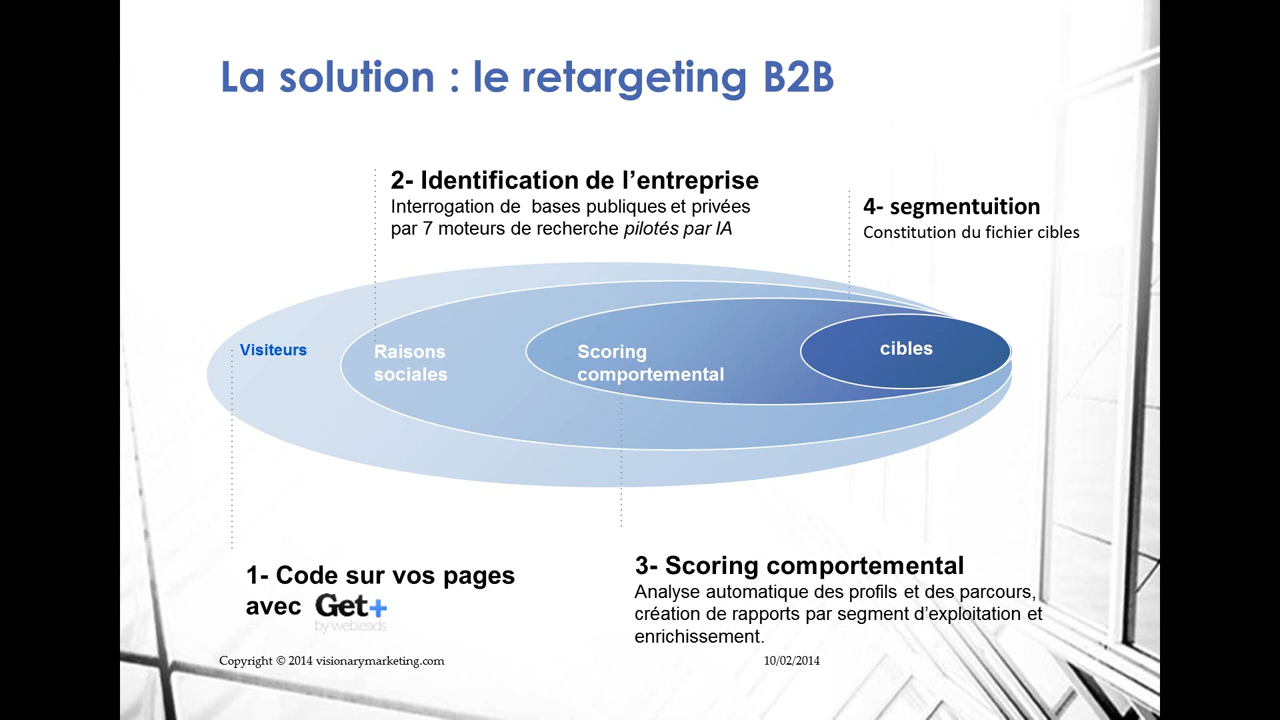 La solution : le retargeting B2B
2- Identification de l’entreprise
Interrogation de bases publiques et privées
par 7 moteurs de recherche pilotés par IA
4- segmentuition
Constitution du fichier cibles
Visiteurs
Raisons
sociales
Scoring
comportemental
cibles
1- Code sur vos pages
avec Get+
by webleads
3- Scoring comportemental
Analyse automatique des profils et des parcours,
création de rapports par segment d’exploitation et
enrichissement.
Copyright © 2014 visionarymarketing.com
10/02/2014